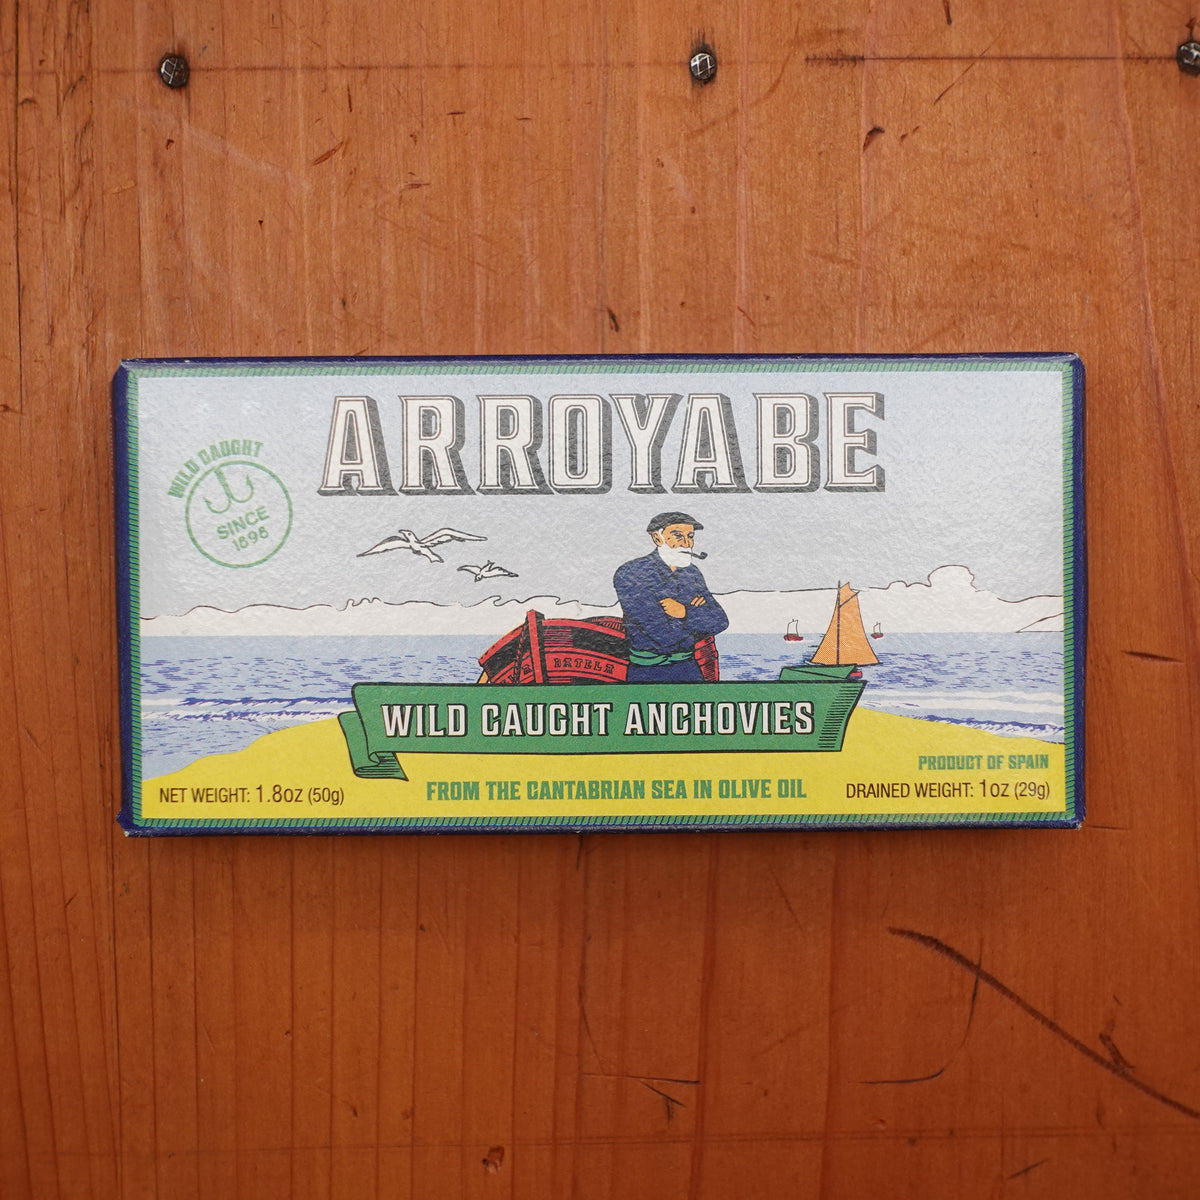 ARROYABE
WILD CAUGHT
SINCE
1898
WILD CAUGHT ANCHOVIES
PRODUCT OF SPAIN
NET WEIGHT: 1.8oz (50g)
FROM THE CANTABRIAN SEA IN OLIVE OIL
DRAINED WEIGHT: 1oz (29g)